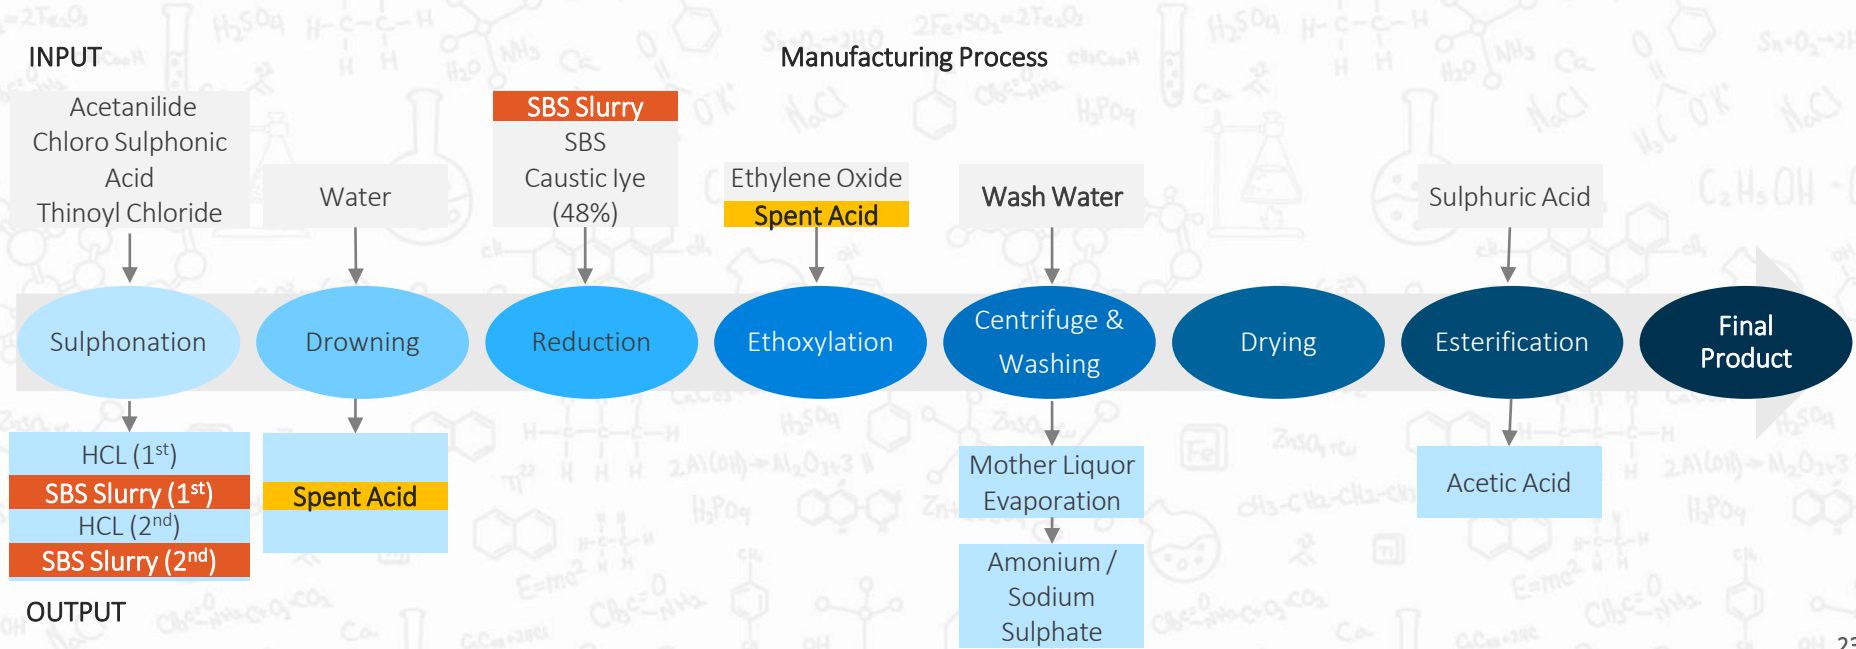 INPUT
Manufacturing Process
Acetanilide
Chloro Sulphonic
Acid
Thinoyl Chloride
Water
SBS Slurry
SBS
Caustic lye
(48%)
Ethylene Oxide
Spent Acid
Wash Water
Sulphuric Acid
Sulphonation
Drowning
Reduction
Ethoxylation
Centrifuge &
Washing
Drying
Esterification
Final
Product
HCL (1st)
SBS Slurry (1st)
HCL (2nd)
SBS Slurry (2nd)
Spent Acid
Mother Liquor
Evaporation
Amonium /
Sodium
Sulphate
Acetic Acid
OUTPUT
23